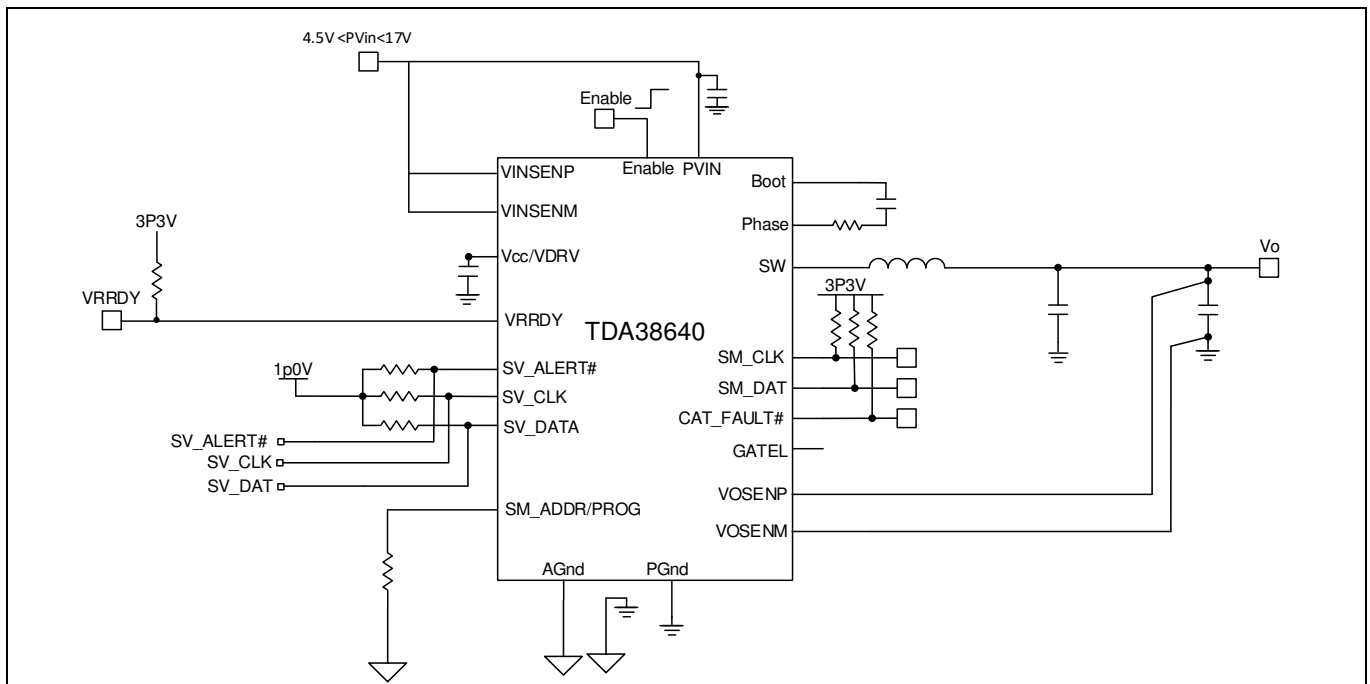 4.5V <PVin<17V
Enable
Enable PVIN
VINSENP
VINSENM
Vcc/VDRV
3P3V
VRRDY
VRRDY
1p0V
SV_ALERT#
SV_CLK
SV_DATA
SV_ALERT#
SV_CLK
SV_DAT
SM_ADDR/PROG
TDA38640
Boot
Phase
SW
Vo
3P3V
SM_CLK
SM_DAT
CAT_FAULT#
GATEL
VOSENP
VOSENM
AGnd
PGnd